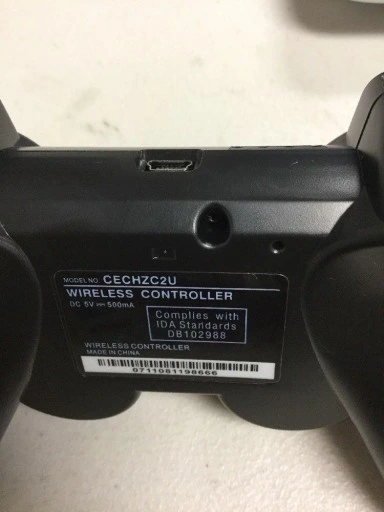 MODEL NO. CECHZC2U
WIRELESS CONTROLLER
DC 5V ⎓ 500mA
Complies with
IDA Standards
DB102988
WIRELESS CONTROLLER
MADE IN CHINA
0711081198666